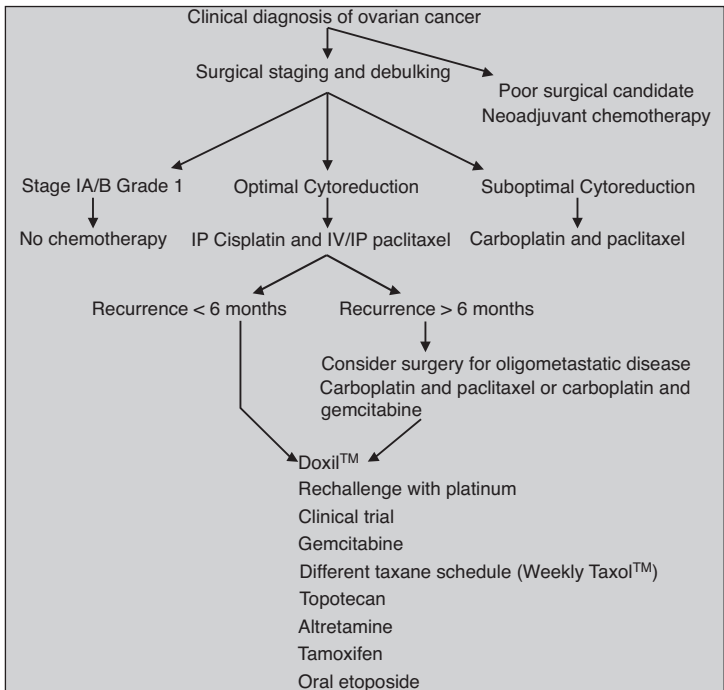 Clinical diagnosis of ovarian cancer
Surgical staging and debulking
Poor surgical candidate
Neoadjuvant chemotherapy
Stage IA/B Grade 1
Optimal Cytoreduction
Suboptimal Cytoreduction
No chemotherapy
IP Cisplatin and IV/IP paclitaxel
Carboplatin and paclitaxel
Recurrence < 6 months
Recurrence > 6 months
Consider surgery for oligometastatic disease
Carboplatin and paclitaxel or carboplatin and
gemcitabine
Doxil™
Rechallenge with platinum
Clinical trial
Gemcitabine
Different taxane schedule (Weekly Taxol™)
Topotecan
Altretamine
Tamoxifen
Oral etoposide